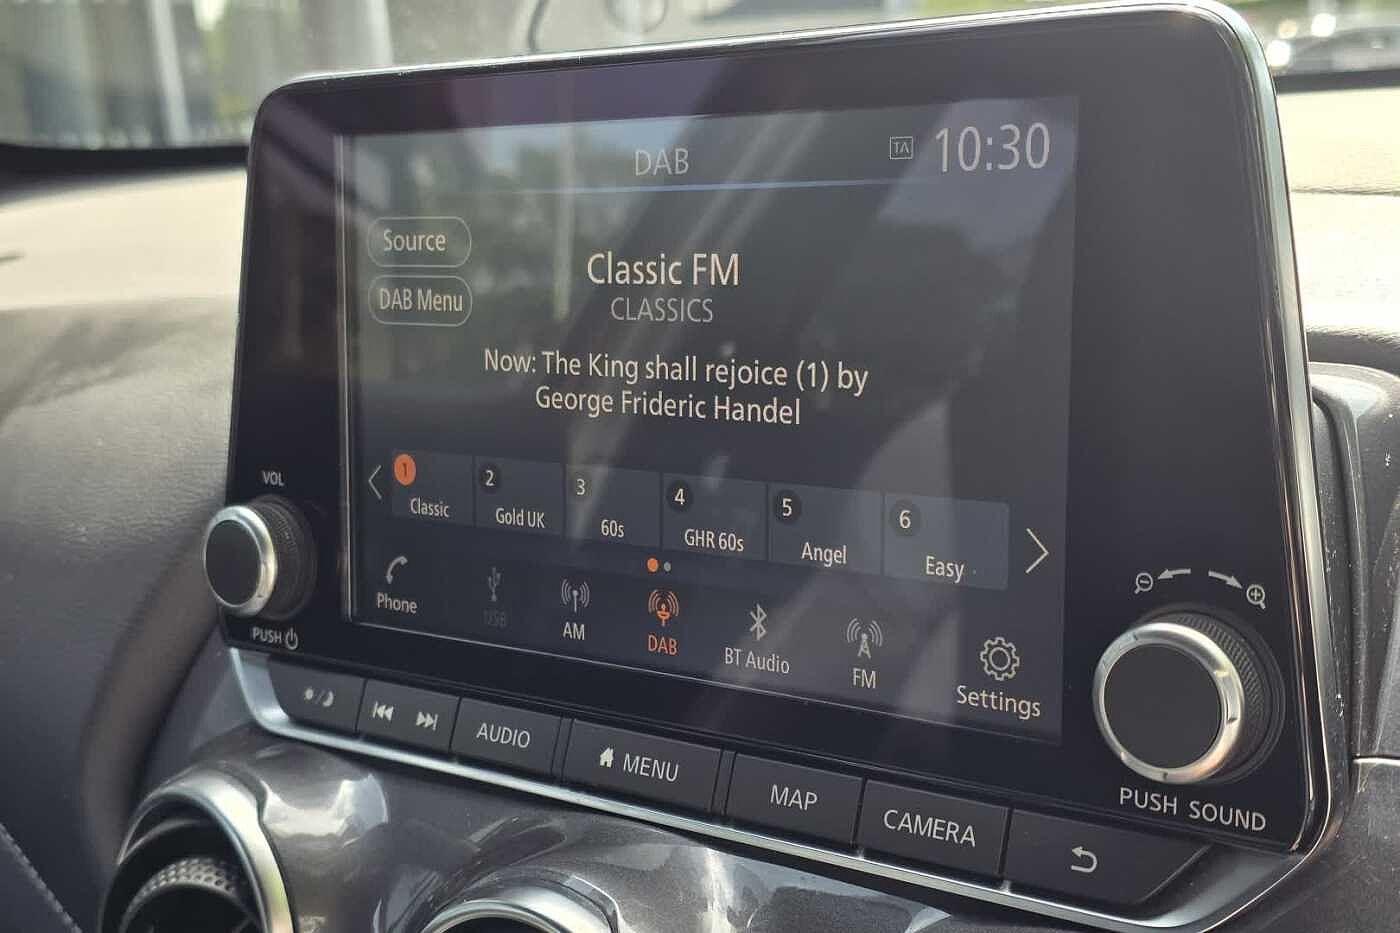 DAB
TA
10:30
Source
DAB Menu
Classic FM
CLASSICS
Now: The King shall rejoice (1) by
George Frideric Handel
1
Classic
2
Gold UK
3
60s
4
GHR 60s
5
Angel
6
Easy
Phone
USB
AM
DAB
BT Audio
FM
Settings
VOL
PUSH
AUDIO
MENU
MAP
CAMERA
PUSH SOUND